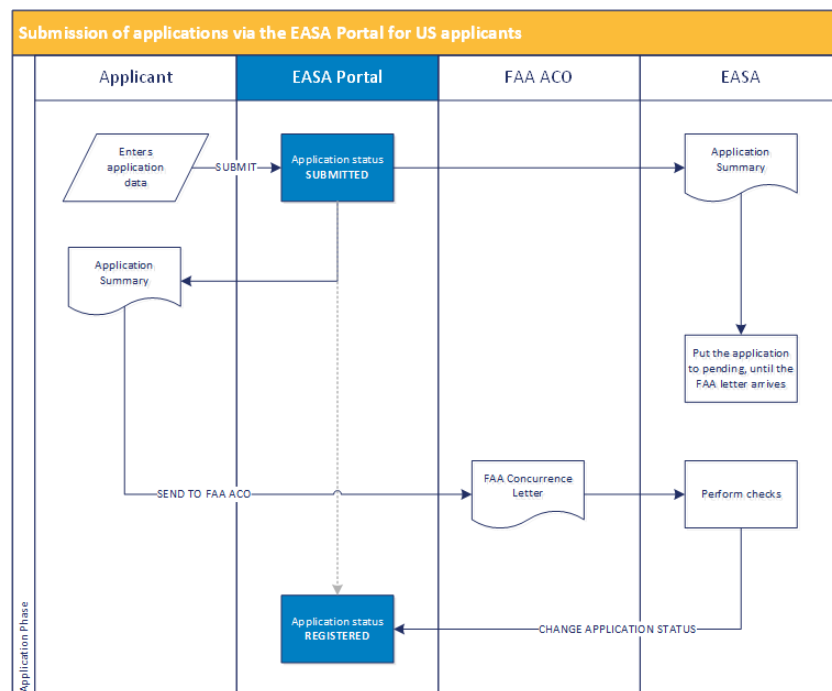 Submission of applications via the EASA Portal for US applicants
Applicant
EASA Portal
FAA ACO
EASA
Enters
application
data
SUBMIT
Application status
SUBMITTED
Application
Summary
Application
Summary
Put the application
to pending, until the
FAA letter arrives
SEND TO FAA ACO
FAA Concurrence
Letter
Perform checks
Application status
REGISTERED
CHANGE APPLICATION STATUS
Application Phase